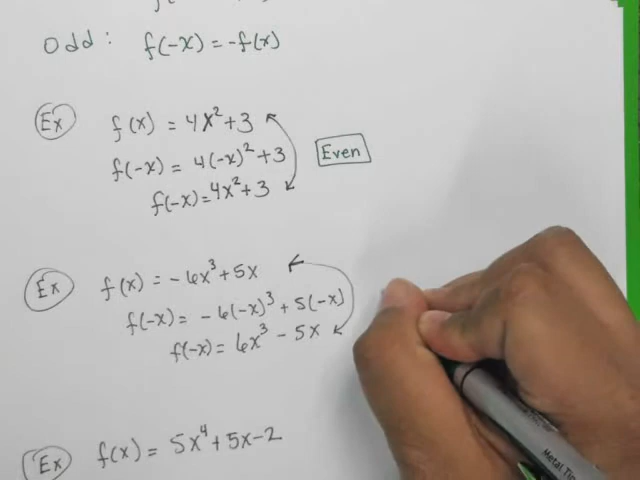 Odd: f(-x) = -f(x)
Ex f(x) = 4x²+3
f(-x) = 4(-x)²+3
f(-x)=4x²+3
Even
Ex f(x) = -6x³+5x
f(-x) = -6(-x)³+5(-x)
f(-x) = 6x³-5x
Ex f(x) = 5x⁴+5x-2
Metal